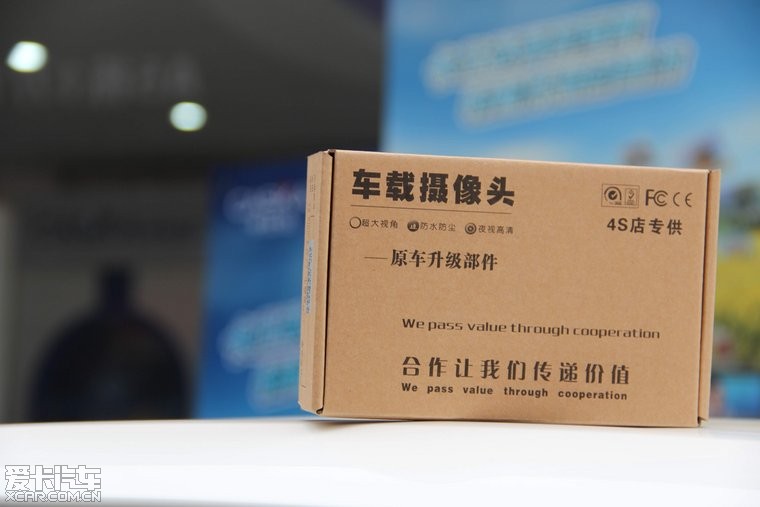 车载摄像头
FC CE
超大视角 防水防尘 夜视高清
4S店专供
——原车升级部件
We pass value through cooperation
合作让我们传递价值
We pass value through cooperation
爱卡汽车
XCAR.COM.CN